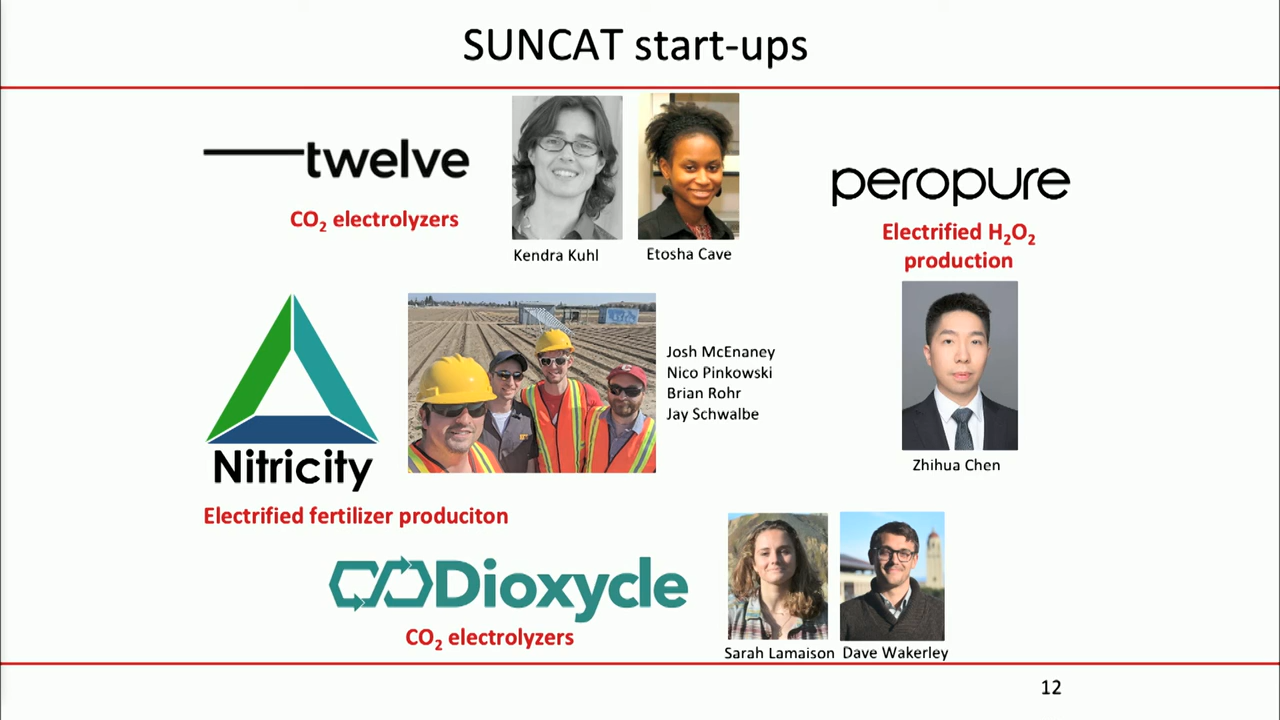 SUNCAT start-ups
twelve
CO₂ electrolyzers
Kendra Kuhl
Etosha Cave
peropure
Electrified H₂O₂
production
Zhihua Chen
Nitricity
Electrified fertilizer produciton
Josh McEnaney
Nico Pinkowski
Brian Rohr
Jay Schwalbe
Dioxycle
CO₂ electrolyzers
Sarah Lamaison
Dave Wakerley
12